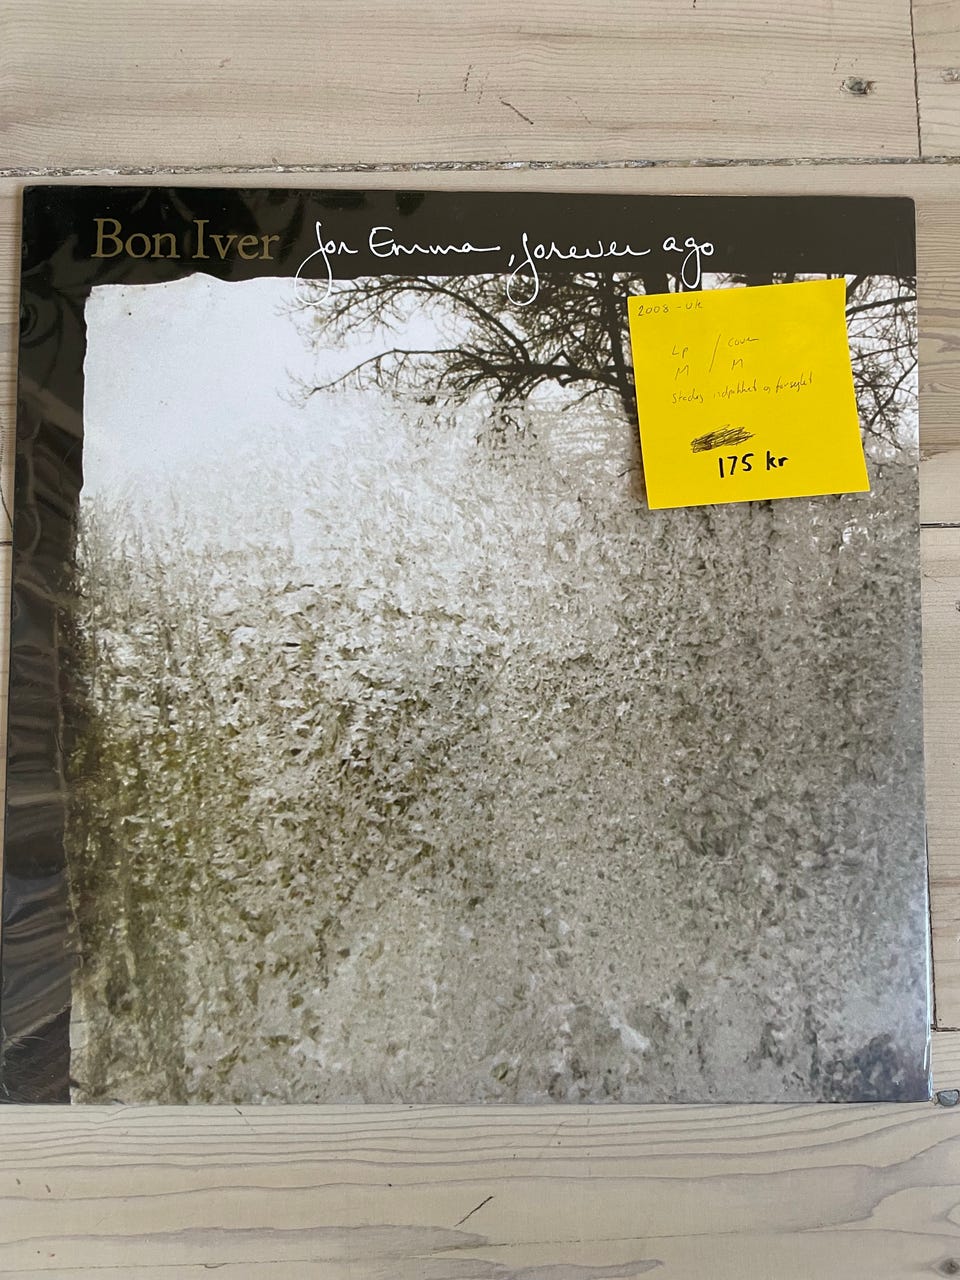 Bon Iver for Emma, forever ago
2008 - UK
Lp / Cover
M M
Stadig indpakket og forseglet
175 kr